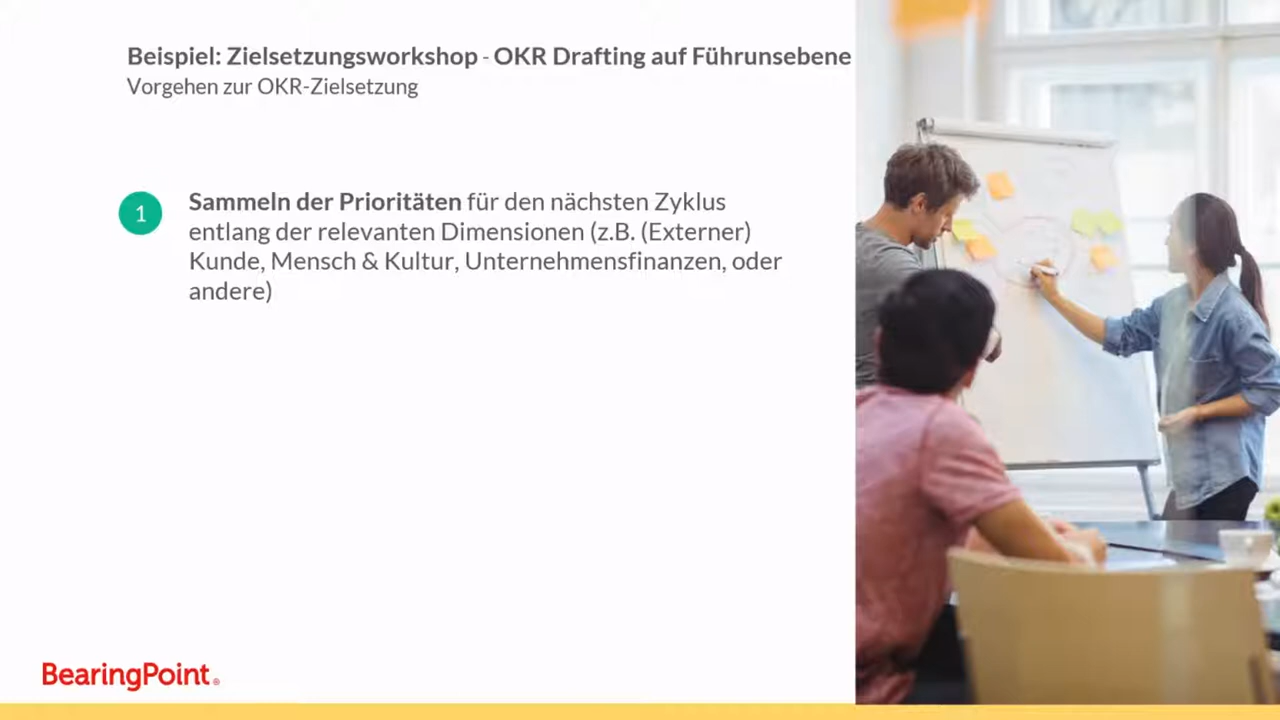 Beispiel: Zielsetzungsworkshop - OKR Drafting auf Führunsebene
Vorgehen zur OKR-Zielsetzung
1
Sammeln der Prioritäten für den nächsten Zyklus
entlang der relevanten Dimensionen (z.B. (Externer)
Kunde, Mensch & Kultur, Unternehmensfinanzen, oder
andere)
BearingPoint®